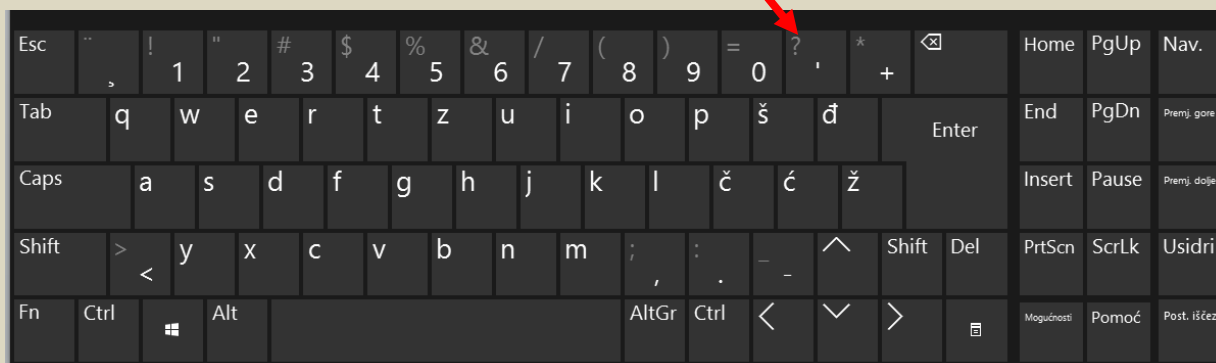 Esc ¨ ¸ ! 1 " 2 # 3 $ 4 % 5 & 6 / 7 ( 8 ) 9 = 0 ? ' * + Home PgUp Nav.
Tab q w e r t z u i o p š đ Enter End PgDn Premj. gore
Caps a s d f g h j k l č ć ž Insert Pause Premj. dolje
Shift > < y x c v b n m ; , : . _ - Shift Del PrtScn ScrLk Usidri
Fn Ctrl Alt AltGr Ctrl Mogućnosti Pomoć Post. iščez